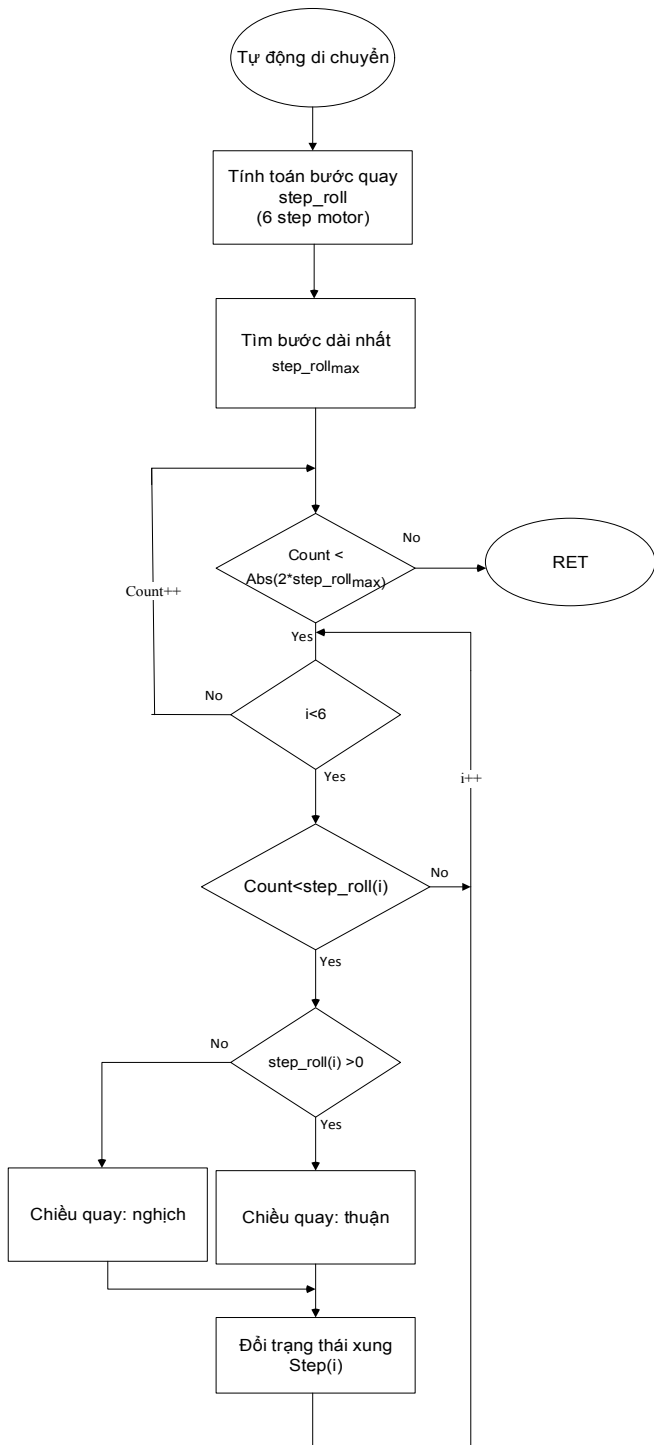 Tự động di chuyển
Tính toán bước quay
step_roll
(6 step motor)
Tìm bước dài nhất
step_rollmax
Count <
Abs(2*step_rollmax)
No
RET
Count++
Yes
No
i<6
Yes
i++
Count<step_roll(i)
No
Yes
No
step_roll(i) >0
Yes
Chiều quay: nghịch
Chiều quay: thuận
Đổi trạng thái xung
Step(i)